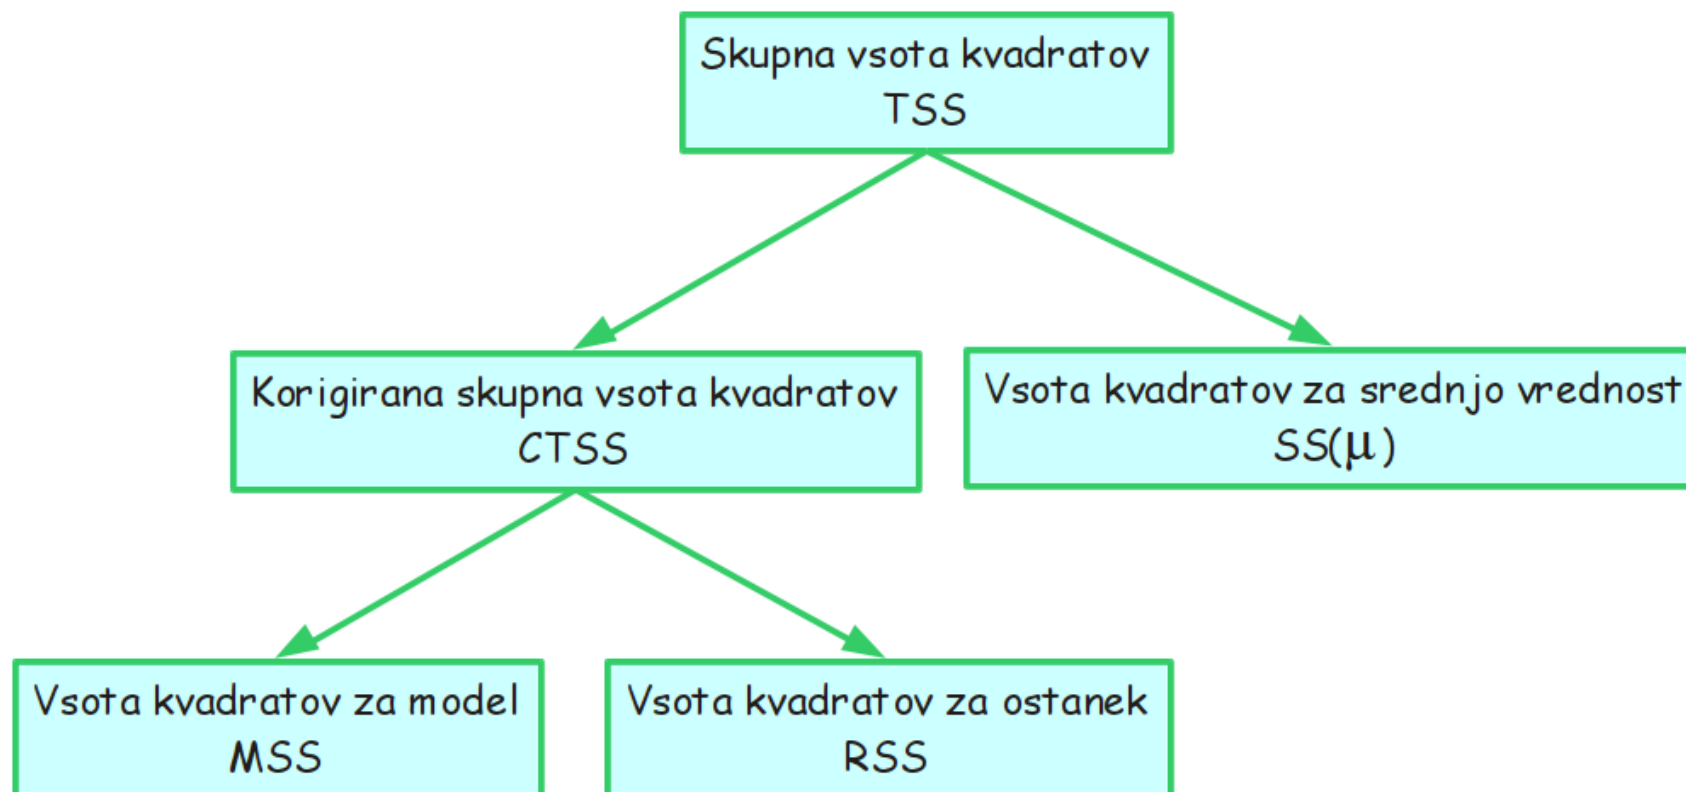 Skupna vsota kvadratov
TSS
Korigirana skupna vsota kvadratov
CTSS
Vsota kvadratov za srednjo vrednost
SS(μ)
Vsota kvadratov za model
MSS
Vsota kvadratov za ostanek
RSS